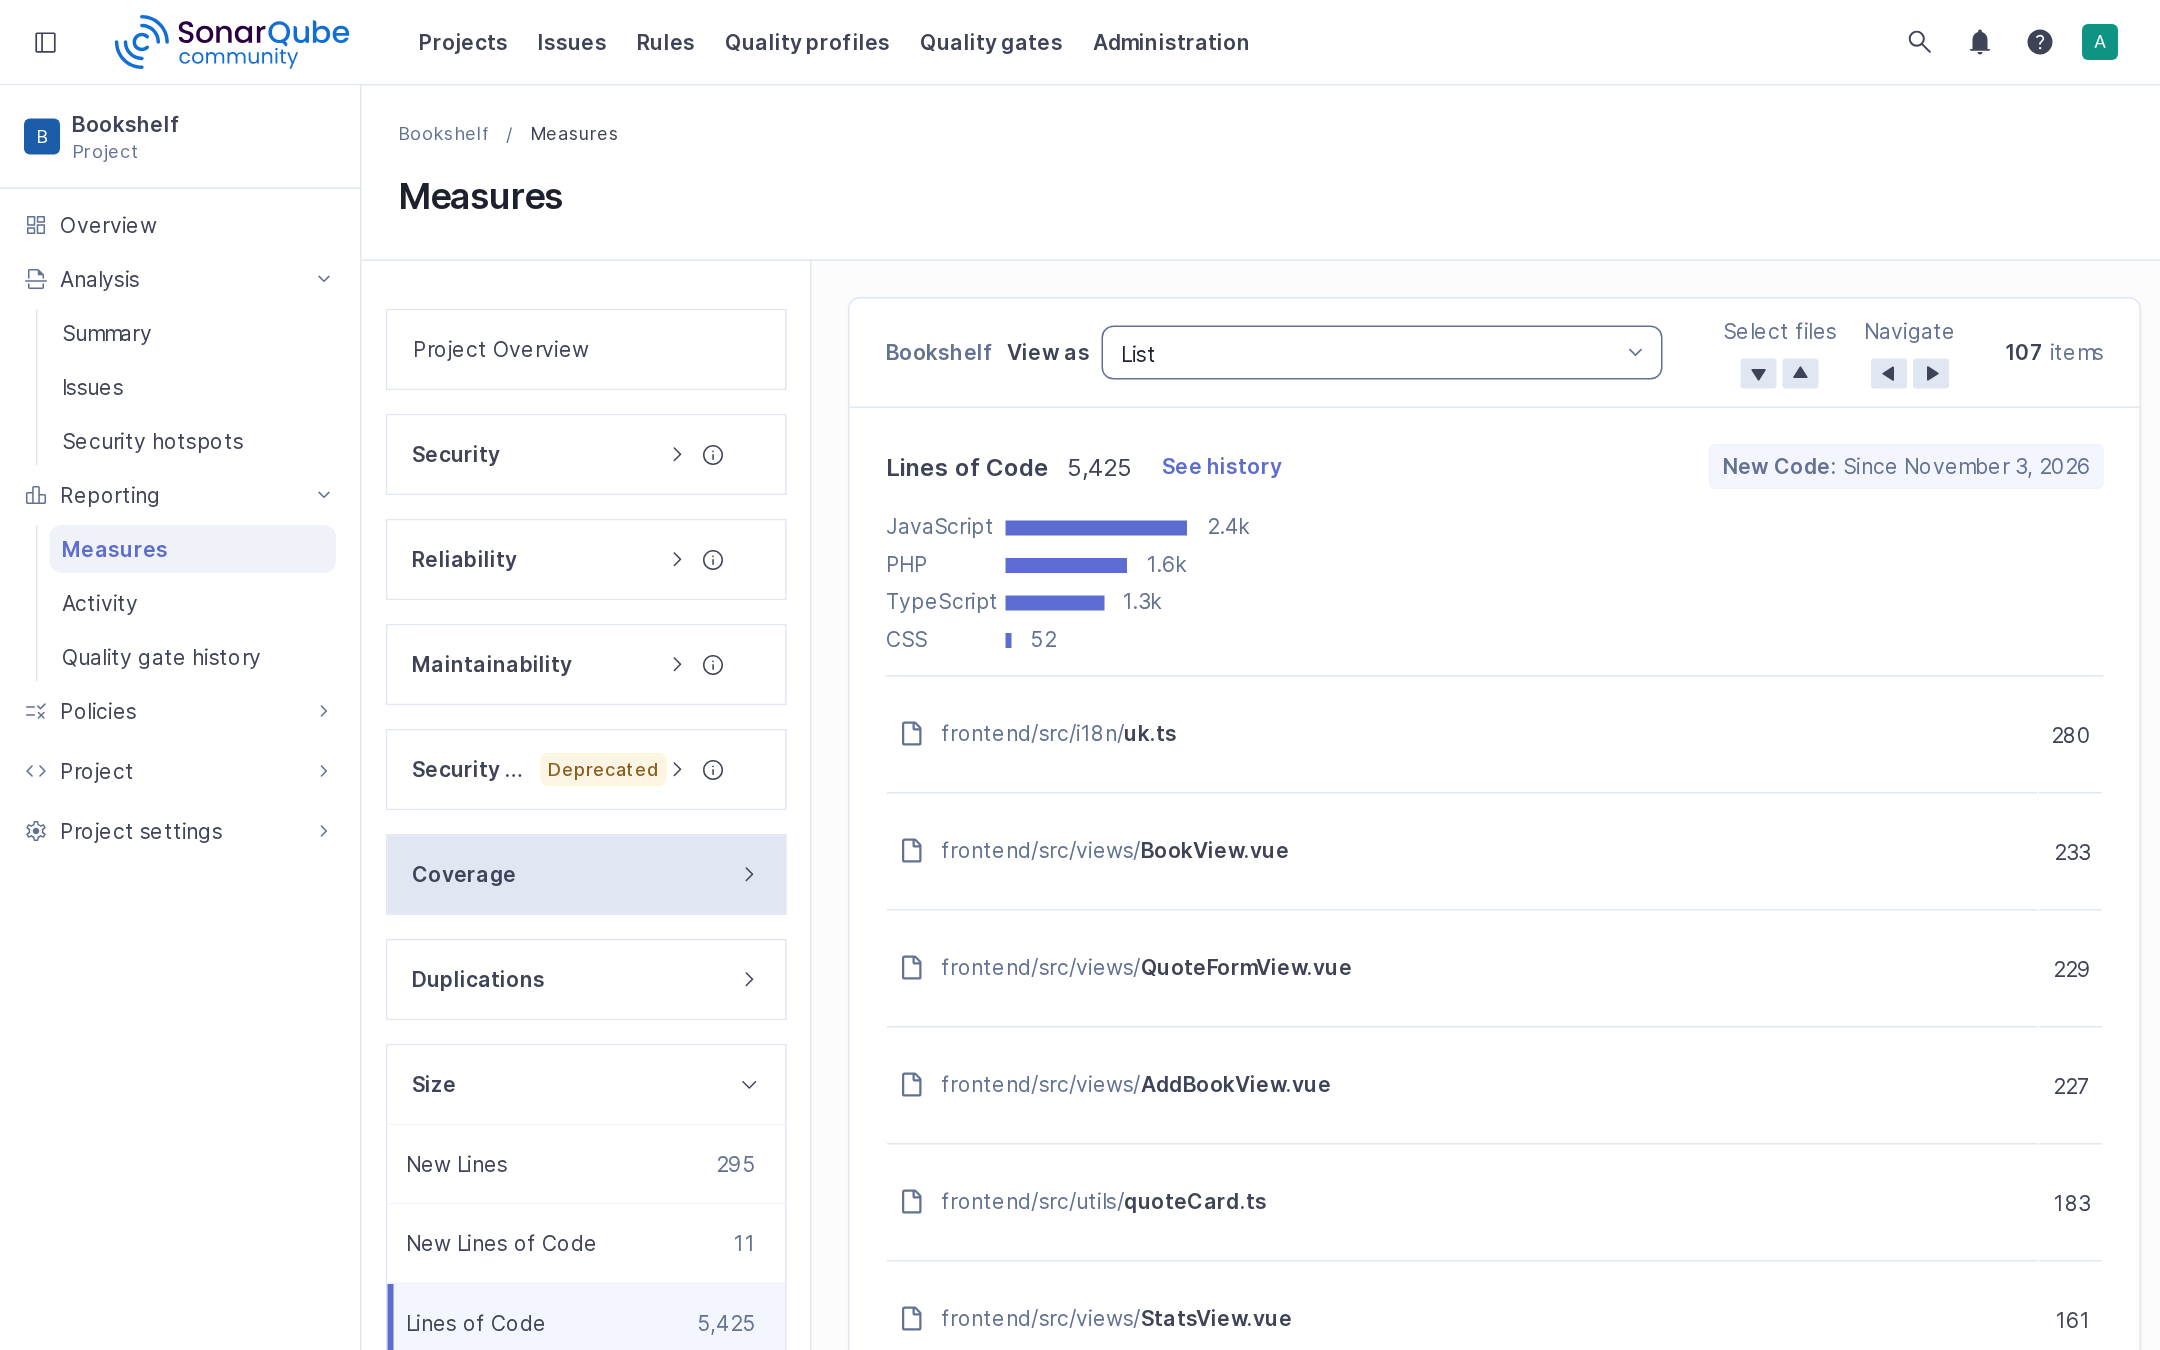 SonarQube community
Projects Issues Rules Quality profiles Quality gates Administration
A
B
Bookshelf
Project
Overview
Analysis
Summary
Issues
Security hotspots
Reporting
Measures
Activity
Quality gate history
Policies
Project
Project settings
Bookshelf / Measures
Measures
Project Overview
Security
Reliability
Maintainability
Security ... Deprecated
Coverage
Duplications
Size
New Lines 295
New Lines of Code 11
Lines of Code 5,425
Bookshelf View as List
Select files Navigate
107 items
Lines of Code 5,425 See history
New Code: Since November 3, 2026
JavaScript 2.4k
PHP 1.6k
TypeScript 1.3k
CSS 52
frontend/src/i18n/uk.ts 280
frontend/src/views/BookView.vue 233
frontend/src/views/QuoteFormView.vue 229
frontend/src/views/AddBookView.vue 227
frontend/src/utils/quoteCard.ts 183
frontend/src/views/StatsView.vue 161